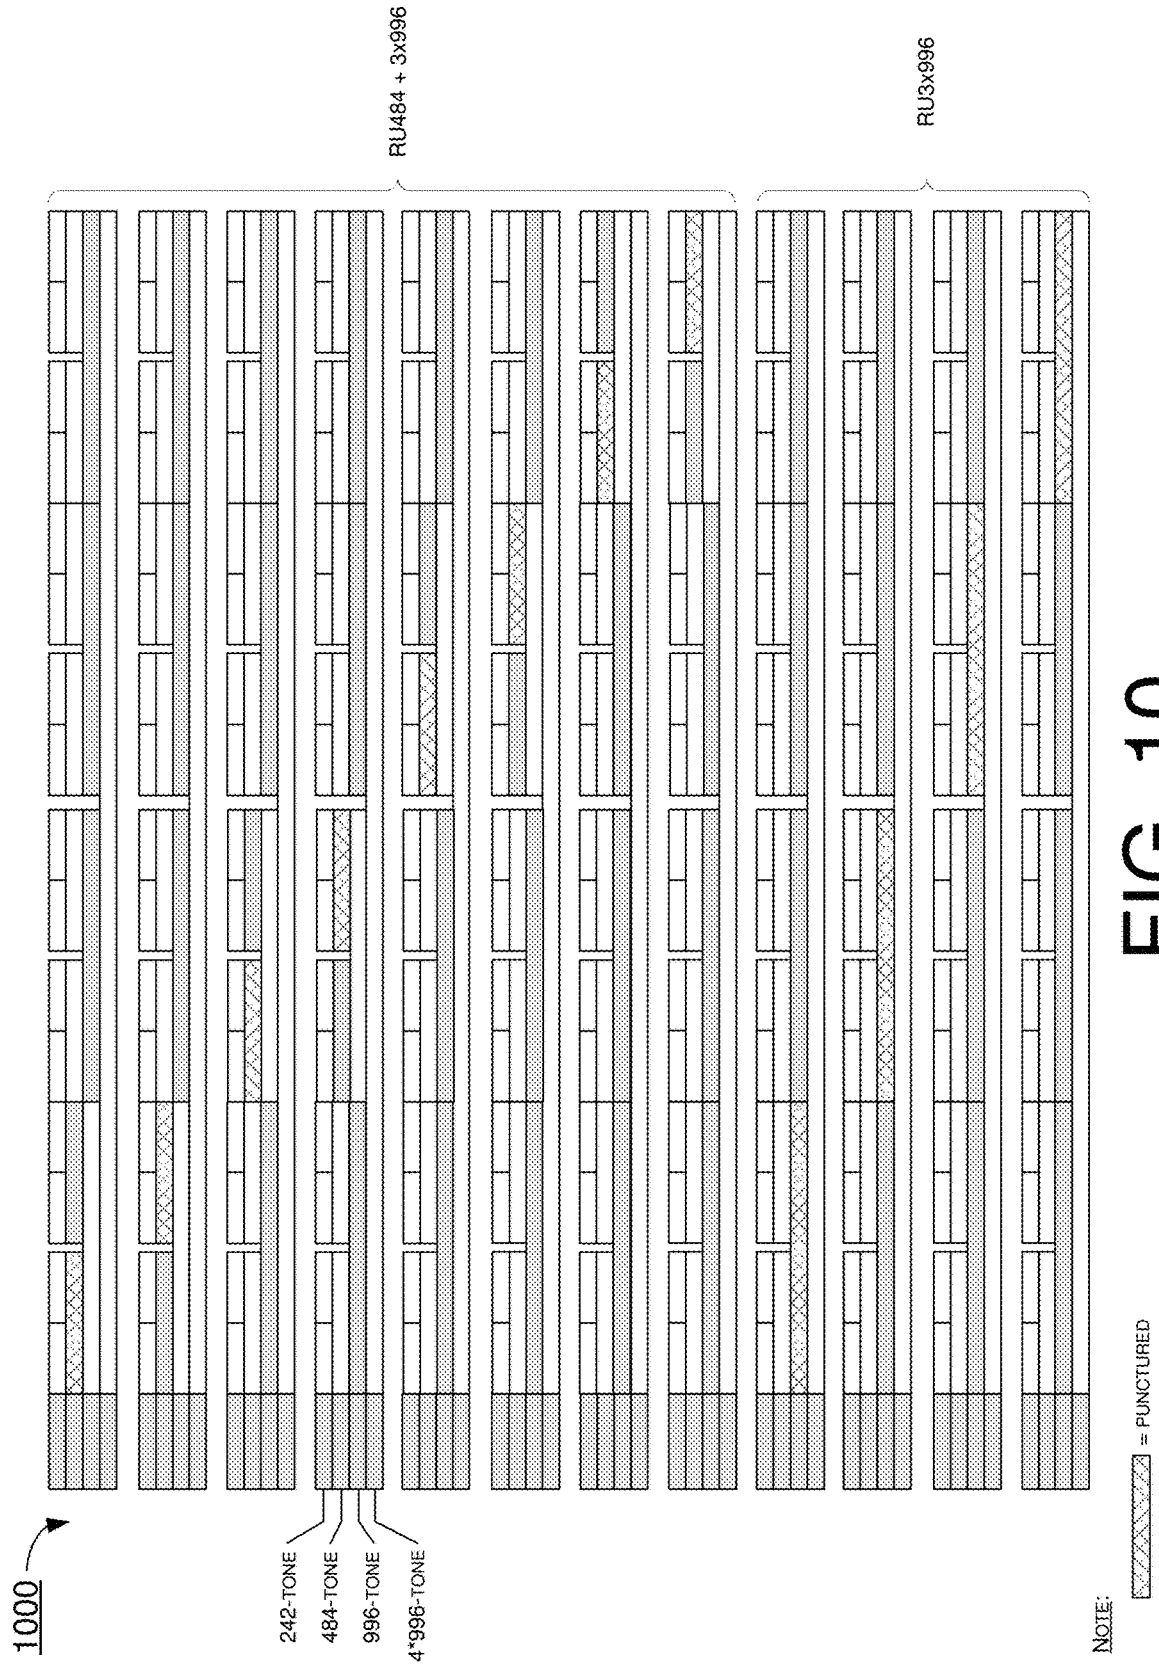 1000
242-TONE
484-TONE
996-TONE
4*996-TONE
RU484 + 3x996
RU3x996
NOTE:
= PUNCTURED
FIG. 10